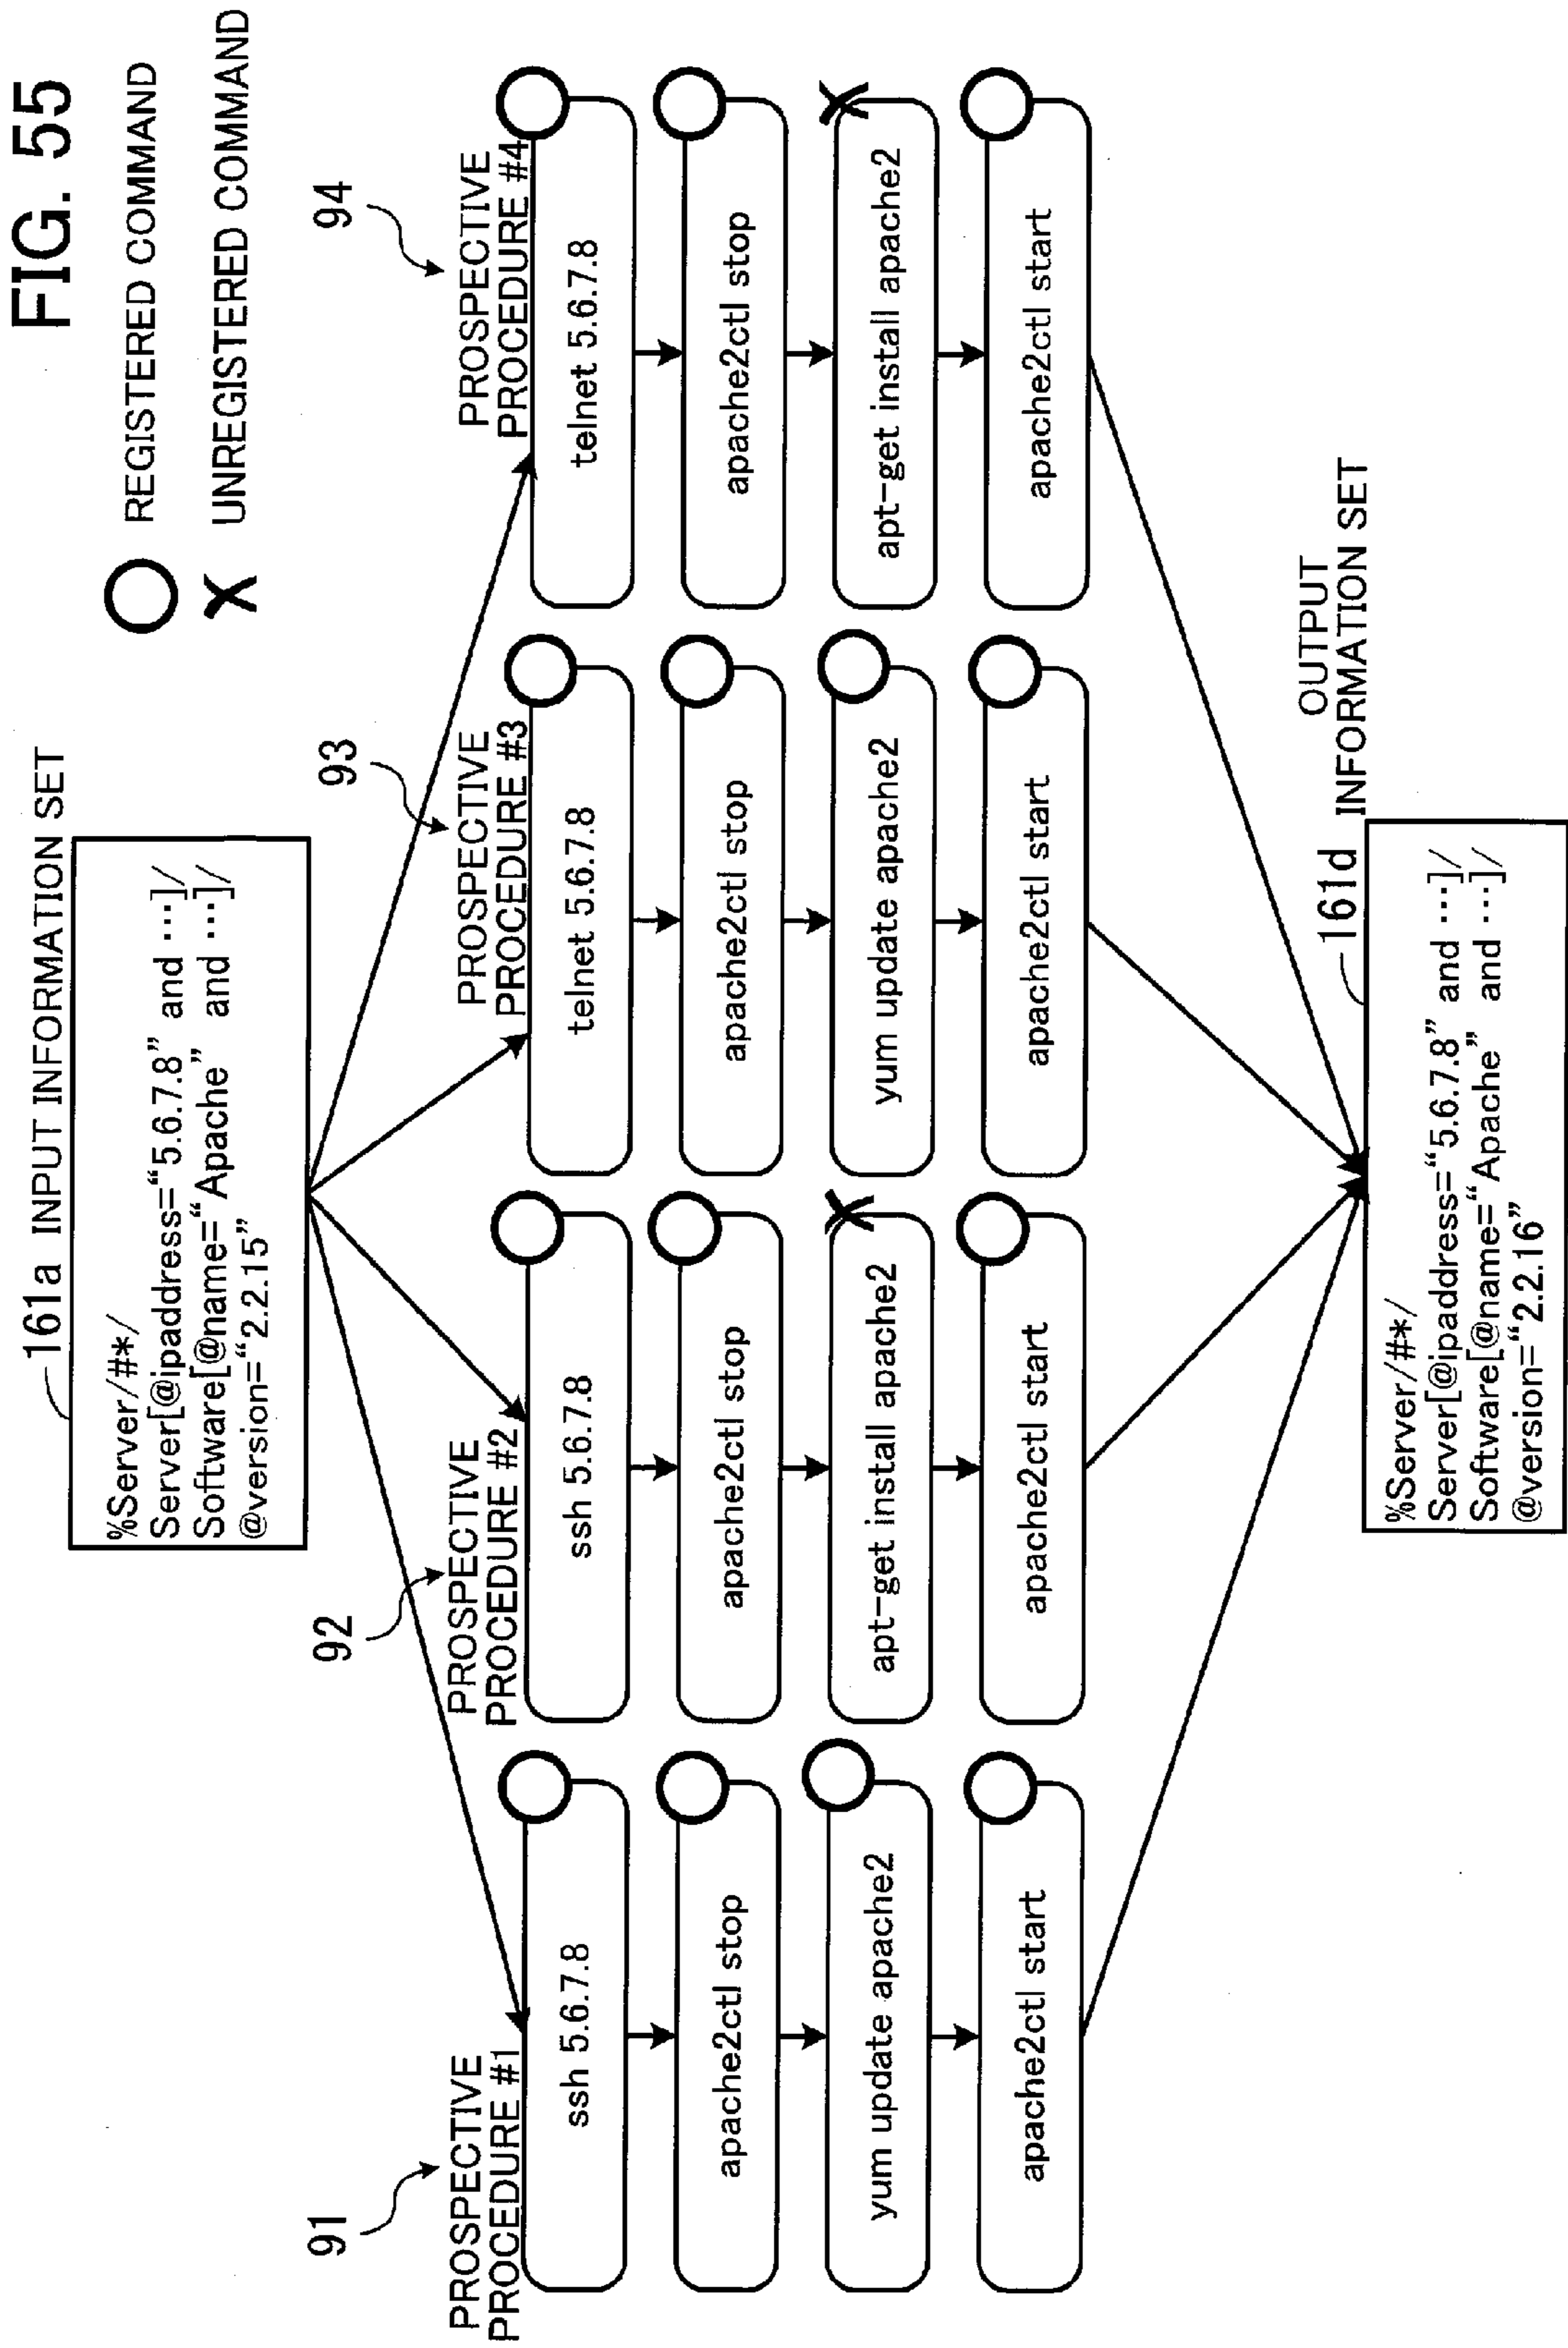 FIG. 55
REGISTERED COMMAND
X UNREGISTERED COMMAND
161a INPUT INFORMATION SET
%Server/#*/
Server[@ipaddress=“5.6.7.8” and ···]/
Software[@name=“Apache” and ···]/
@version=“2.2.15”
91
PROSPECTIVE
PROCEDURE #1
ssh 5.6.7.8
apache2ctl stop
yum update apache2
apache2ctl start
92
PROSPECTIVE
PROCEDURE #2
ssh 5.6.7.8
apache2ctl stop
X
apt-get install apache2
apache2ctl start
93
PROSPECTIVE
PROCEDURE #3
telnet 5.6.7.8
apache2ctl stop
yum update apache2
apache2ctl start
94
PROSPECTIVE
PROCEDURE #4
telnet 5.6.7.8
apache2ctl stop
X
apt-get install apache2
apache2ctl start
161d
OUTPUT
INFORMATION SET
%Server/#*/
Server[@ipaddress=“5.6.7.8” and ···]/
Software[@name=“Apache” and ···]/
@version=“2.2.16”